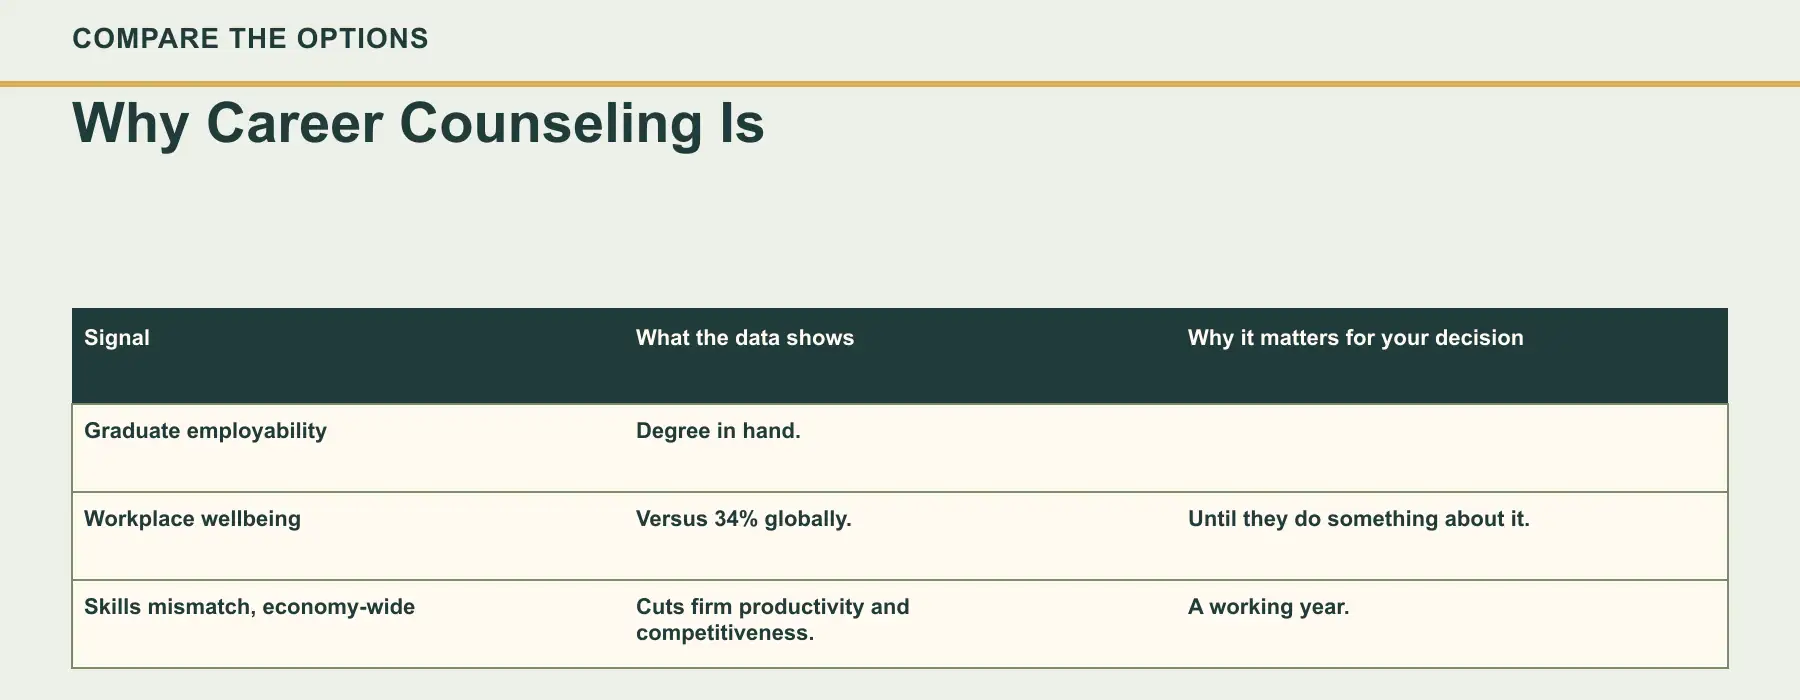 COMPARE THE OPTIONS
Why Career Counseling Is
Signal
What the data shows
Why it matters for your decision
Graduate employability
Degree in hand.
Workplace wellbeing
Versus 34% globally.
Until they do something about it.
Skills mismatch, economy-wide
Cuts firm productivity and
competitiveness.
A working year.